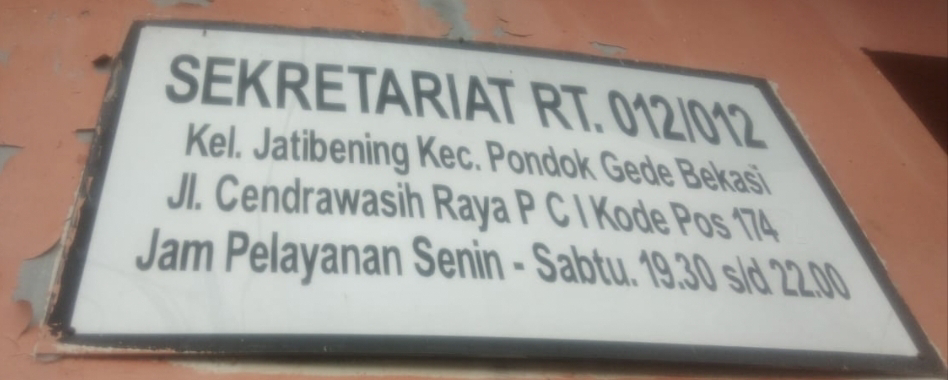 SEKRETARIAT RT. 012/012
Kel. Jatibening Kec. Pondok Gede Bekasi
Jl. Cendrawasih Raya P C I Kode Pos 174
Jam Pelayanan Senin - Sabtu. 19.30 s/d 22.00